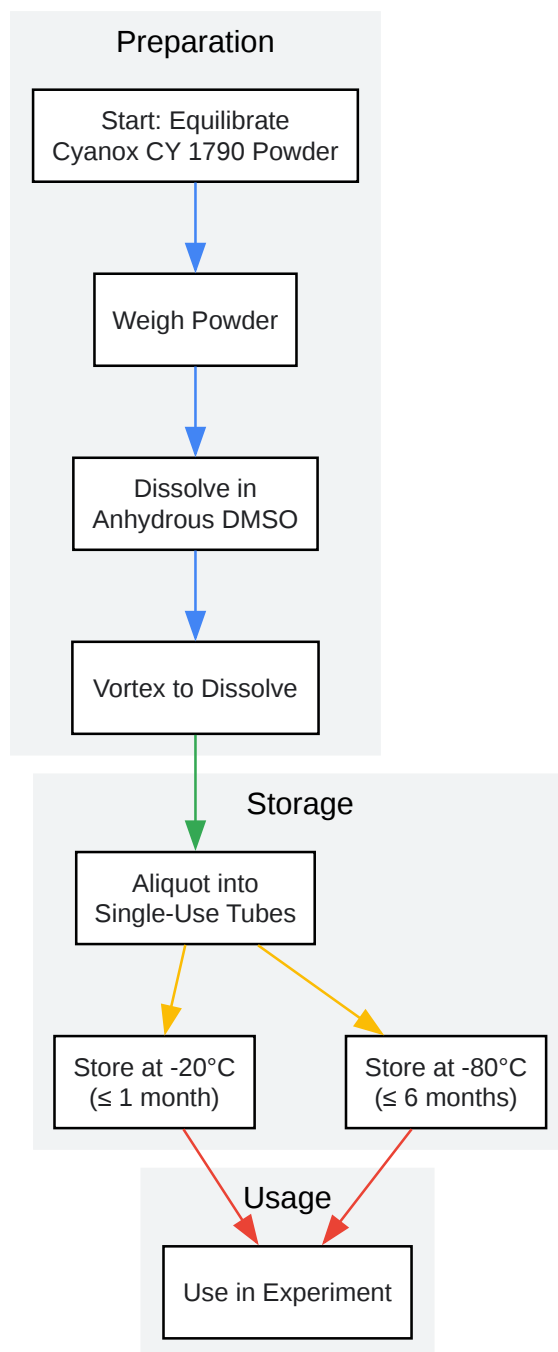 Preparation
Start: Equilibrate
Cyanox CY 1790 Powder
Weigh Powder
Dissolve in
Anhydrous DMSO
Vortex to Dissolve
Storage
Aliquot into
Single-Use Tubes
Store at -20°C
(≤ 1 month)
Store at -80°C
(≤ 6 months)
Usage
Use in Experiment